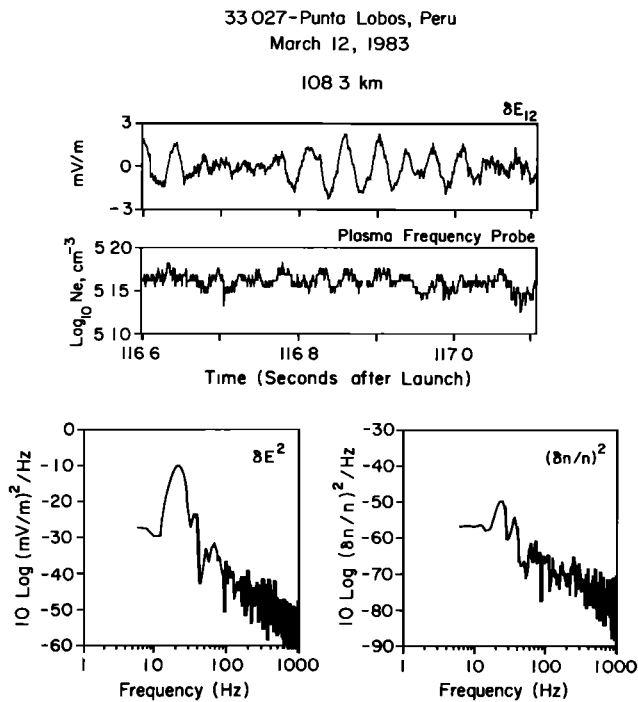 33 027-Punta Lobos, Peru
March 12, 1983
108 3 km
δE12
3
0
-3
mV/m
Plasma Frequency Probe
5 20
5 15
5 10
Log10 Ne, cm-3
116 6 116 8 117 0
Time (Seconds after Launch)
0
-10
-20
-30
-40
-50
-60
10 Log (mV/m)²/Hz
δE²
1 10 100 1000
Frequency (Hz)
-30
-40
-50
-60
-70
-80
-90
10 Log (δn/n)²/Hz
(δn/n)²
1 10 100 1000
Frequency (Hz)